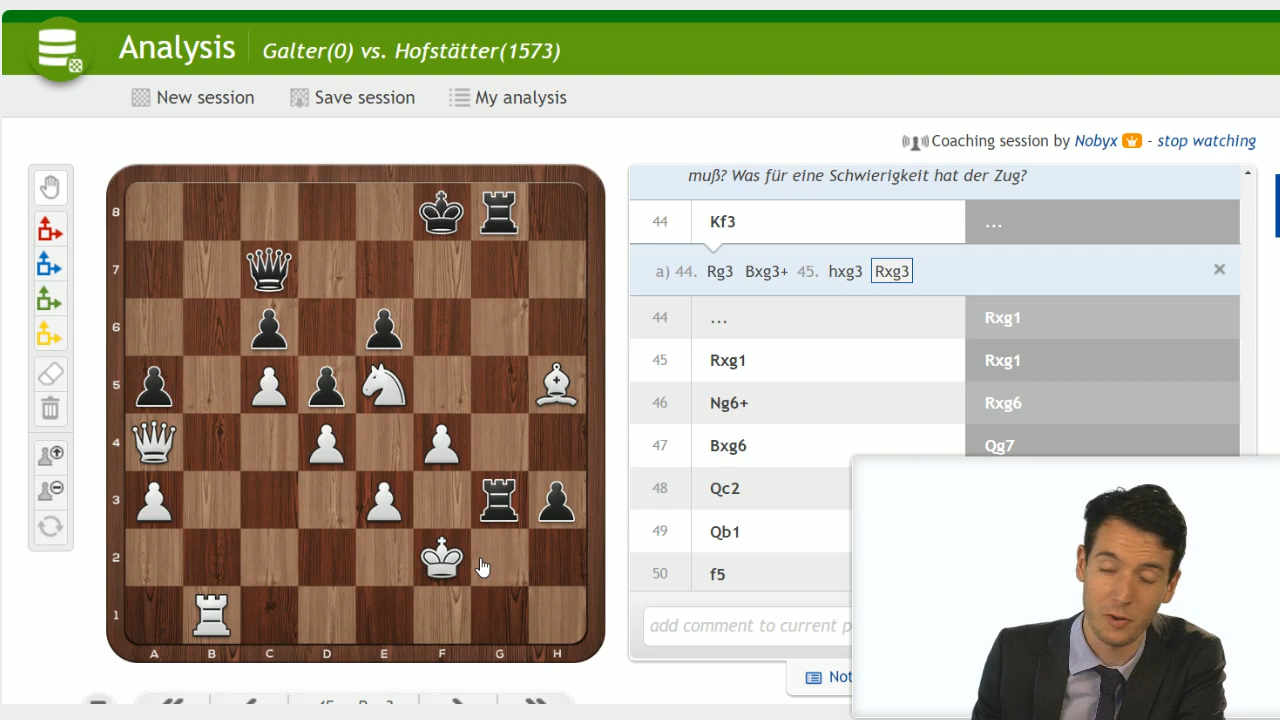 Analysis
Galter(0) vs. Hofstätter(1573)
New session
Save session
My analysis
Coaching session by Nobyx - stop watching
muß? Was für eine Schwierigkeit hat der Zug?
44 Kf3 ...
a) 44. Rg3 Bxg3+ 45. hxg3 Rxg3
44 ... Rxg1
45 Rxg1 Rxg1
46 Ng6+ Rxg6
47 Bxg6 Qg7
48 Qc2
49 Qb1
50 f5
add comment to current p
Not
8
7
6
5
4
3
2
1
A B C D E F G H